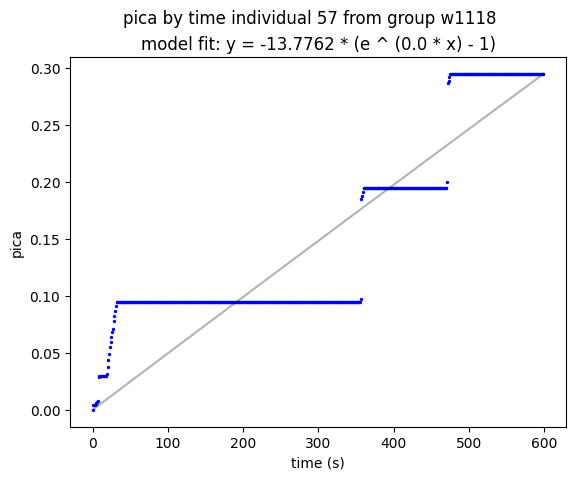 pica by time individual 57 from group w1118
model fit: y = -13.7762 * (e ^ (0.0 * x) - 1)
0.30
0.25
0.20
0.15
0.10
0.05
0.00
pica
0 100 200 300 400 500 600
time (s)